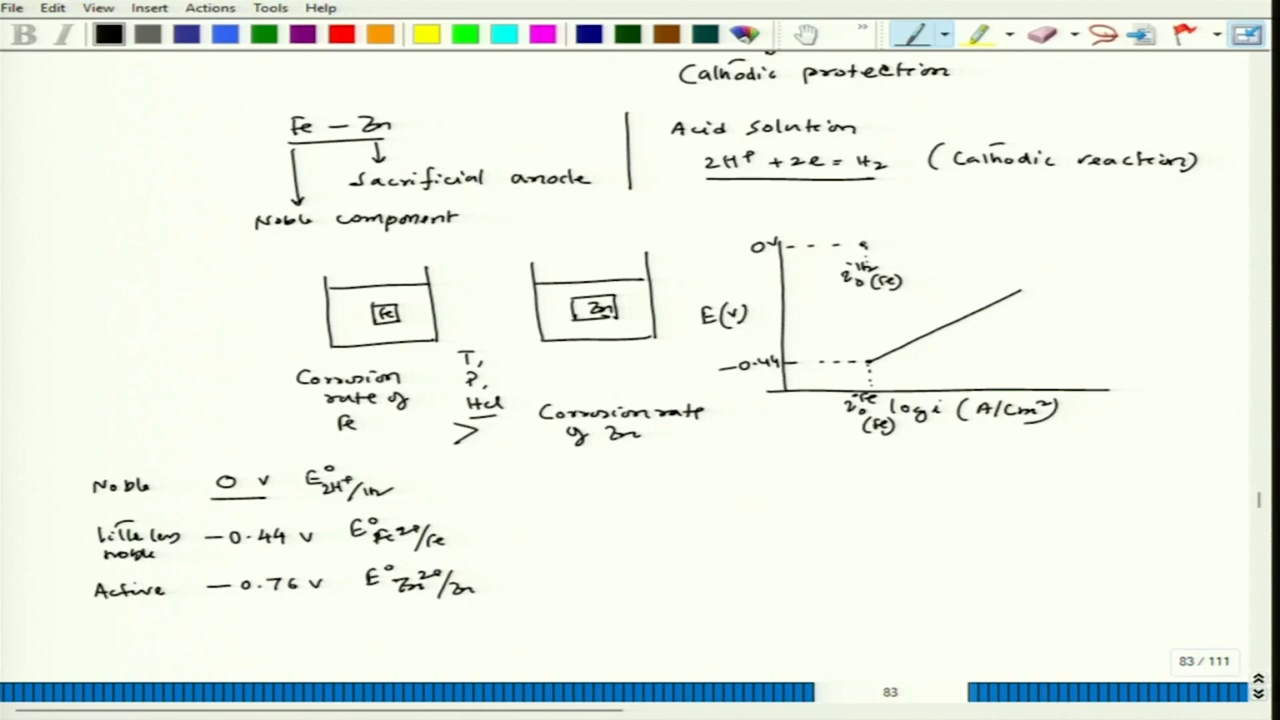 File Edit View Insert Actions Tools Help
B I
Cathodic protection
Fe – Zn
Sacrificial anode
Noble component
Acid solution
2H⁺ + 2e = H₂ (Cathodic reaction)
Fe
Zn
Corrosion rate of Fe
T, P, HCl
>
Corrosion rate of Zn
0V
i₀ᴴ² (Fe)
E(V)
-0.44
i₀ᶠᵉ (Fe)
log i (A/cm²)
Noble 0 V E°2H⁺/H₂
Little less noble -0.44 V E°Fe²⁺/Fe
Active -0.76 V E°Zn²⁺/Zn
83 / 111
83